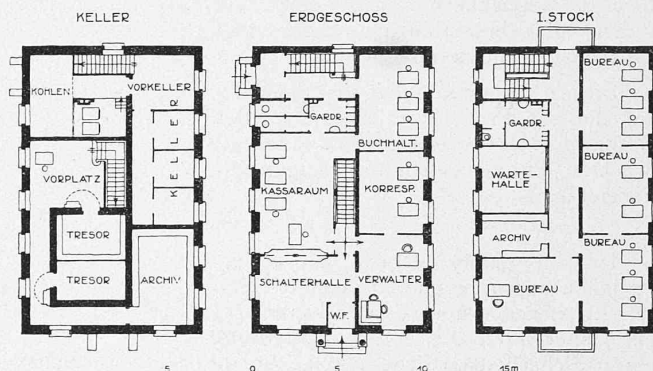 KELLER
KOHLEN
VORKELLER
KELLER
VORPLATZ
TRESOR
TRESOR
ARCHIV
ERDGESCHOSS
GARDR.
BUCHHALT.
KASSARAUM
KORRESP.
SCHALTERHALLE
VERWALTER
W.F.
I. STOCK
BUREAU
GARDR.
BUREAU
WARTE-
HALLE
ARCHIV
BUREAU
BUREAU
5 0 5 10 15m